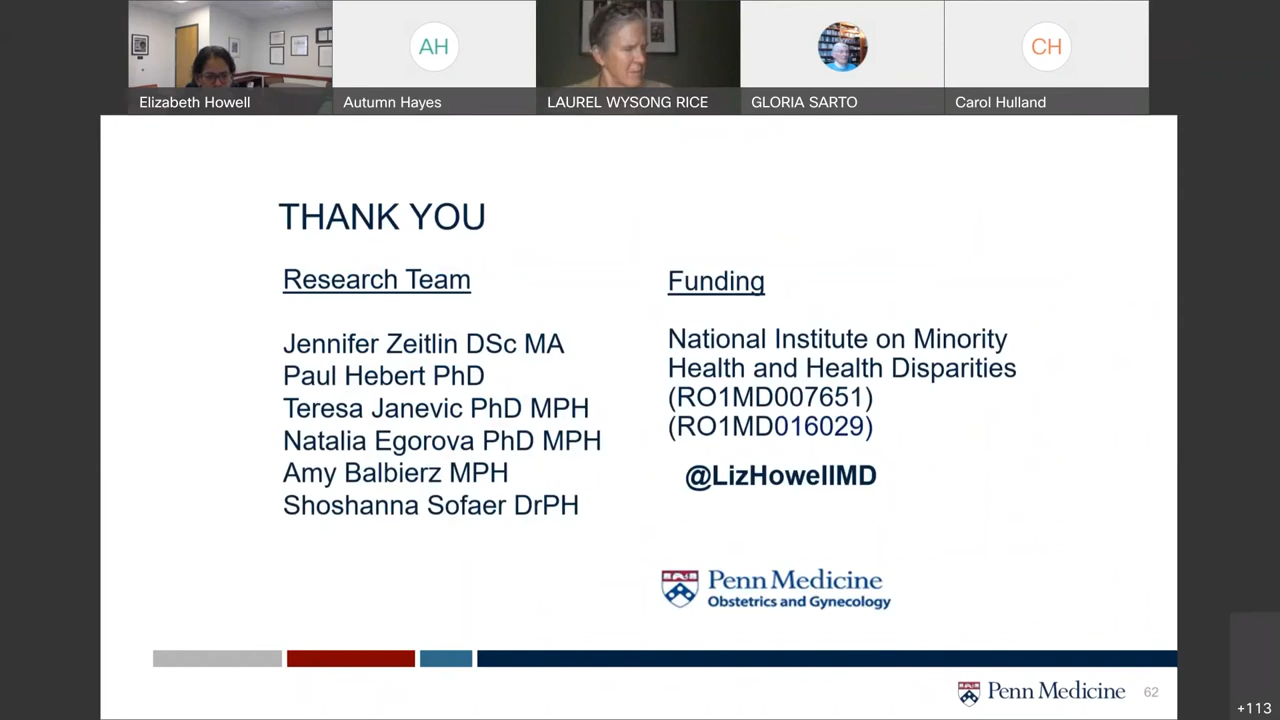 AH
CH
Elizabeth Howell
Autumn Hayes
LAUREL WYSONG RICE
GLORIA SARTO
Carol Hulland
THANK YOU
Research Team
Jennifer Zeitlin DSc MA
Paul Hebert PhD
Teresa Janevic PhD MPH
Natalia Egorova PhD MPH
Amy Balbierz MPH
Shoshanna Sofaer DrPH
Funding
National Institute on Minority
Health and Health Disparities
(RO1MD007651)
(RO1MD016029)
@LizHowellMD
Penn Medicine
Obstetrics and Gynecology
Penn Medicine
62
+113